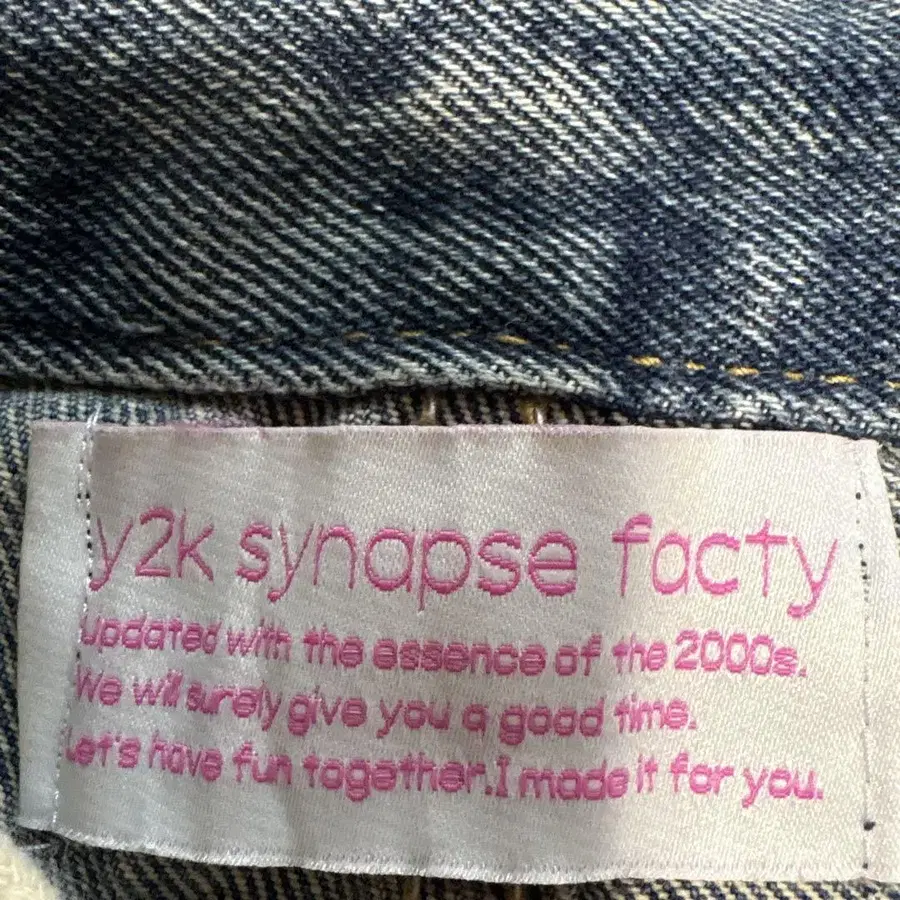 y2k synapse facty
Updated with the essence of the 2000s.
We will surely give you a good time.
Let's have fun together.I made it for you.